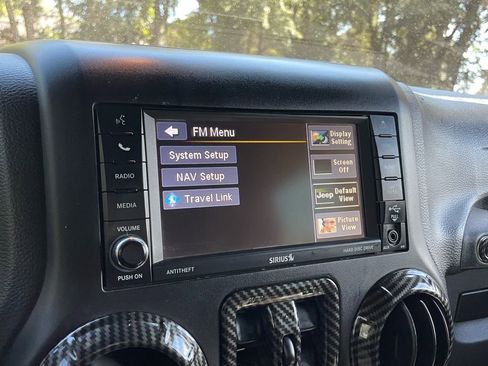 FM Menu
System Setup
NAV Setup
Travel Link
Display
Setting
Screen
Off
Jeep
Default
View
Picture
View
RADIO
MEDIA
VOLUME
PUSH ON
ANTITHEFT
SIRIUS
HARD DISC DRIVE
PULL